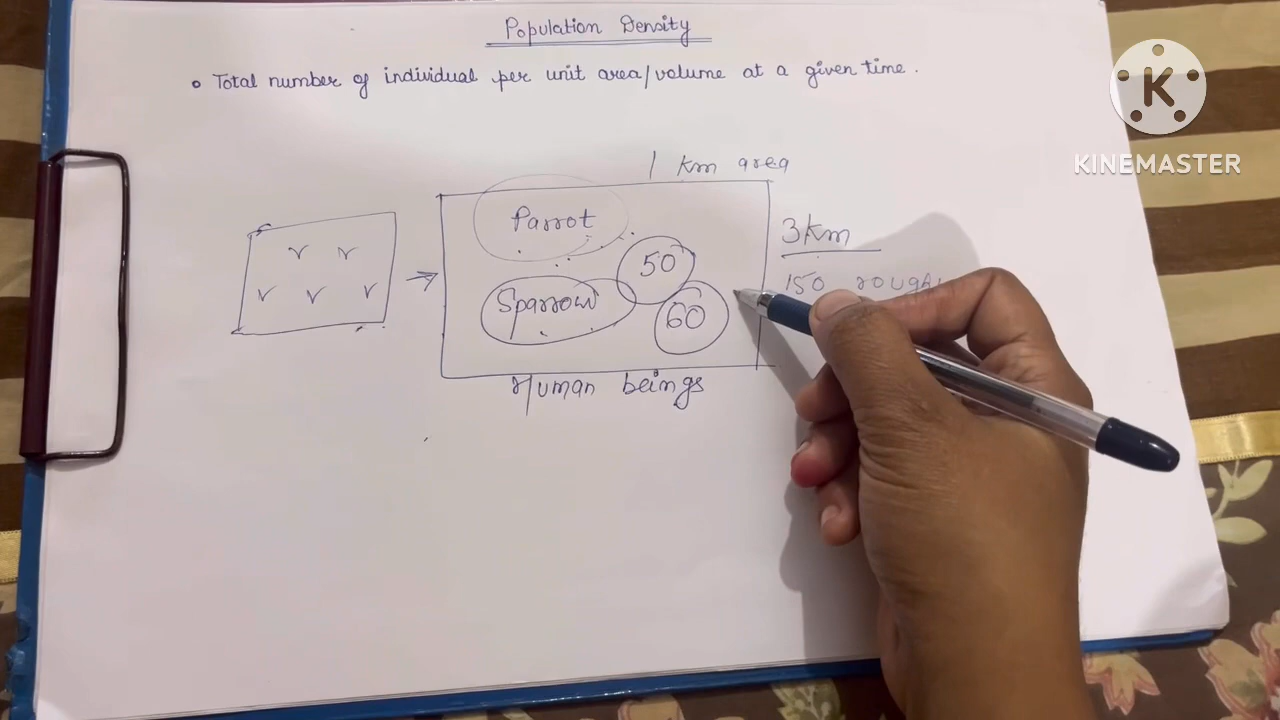 Population Density
Total number of individual per unit area/volume at a given time.
K
KINEMASTER
1 km area
Parrot
3km
50
150 roughly
Sparrow
60
Human beings